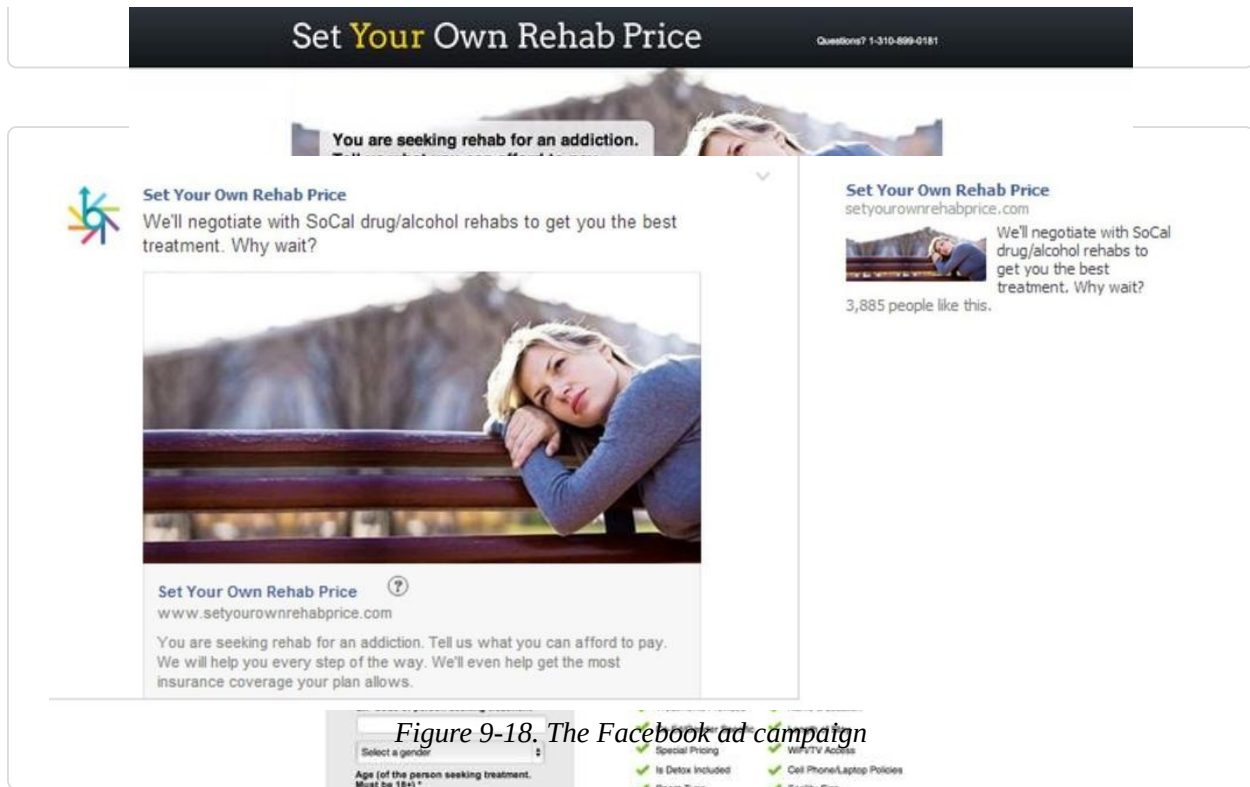 Set Your Own Rehab Price
Questions? 1-310-899-0181
You are seeking rehab for an addiction.
Set Your Own Rehab Price
We'll negotiate with SoCal drug/alcohol rehabs to get you the best
treatment. Why wait?
Set Your Own Rehab Price
www.setyourownrehabprice.com
You are seeking rehab for an addiction. Tell us what you can afford to pay.
We will help you every step of the way. We'll even help get the most
insurance coverage your plan allows.
Set Your Own Rehab Price
setyourownrehabprice.com
We'll negotiate with SoCal
drug/alcohol rehabs to
get you the best
treatment. Why wait?
3,885 people like this.
Figure 9-18. The Facebook ad campaign
Select a gender
Age (of the person seeking treatment.
Must be 18+) *
Special Pricing
WIFI/TV Access
Is Detox Included
Cell Phone/Laptop Policies